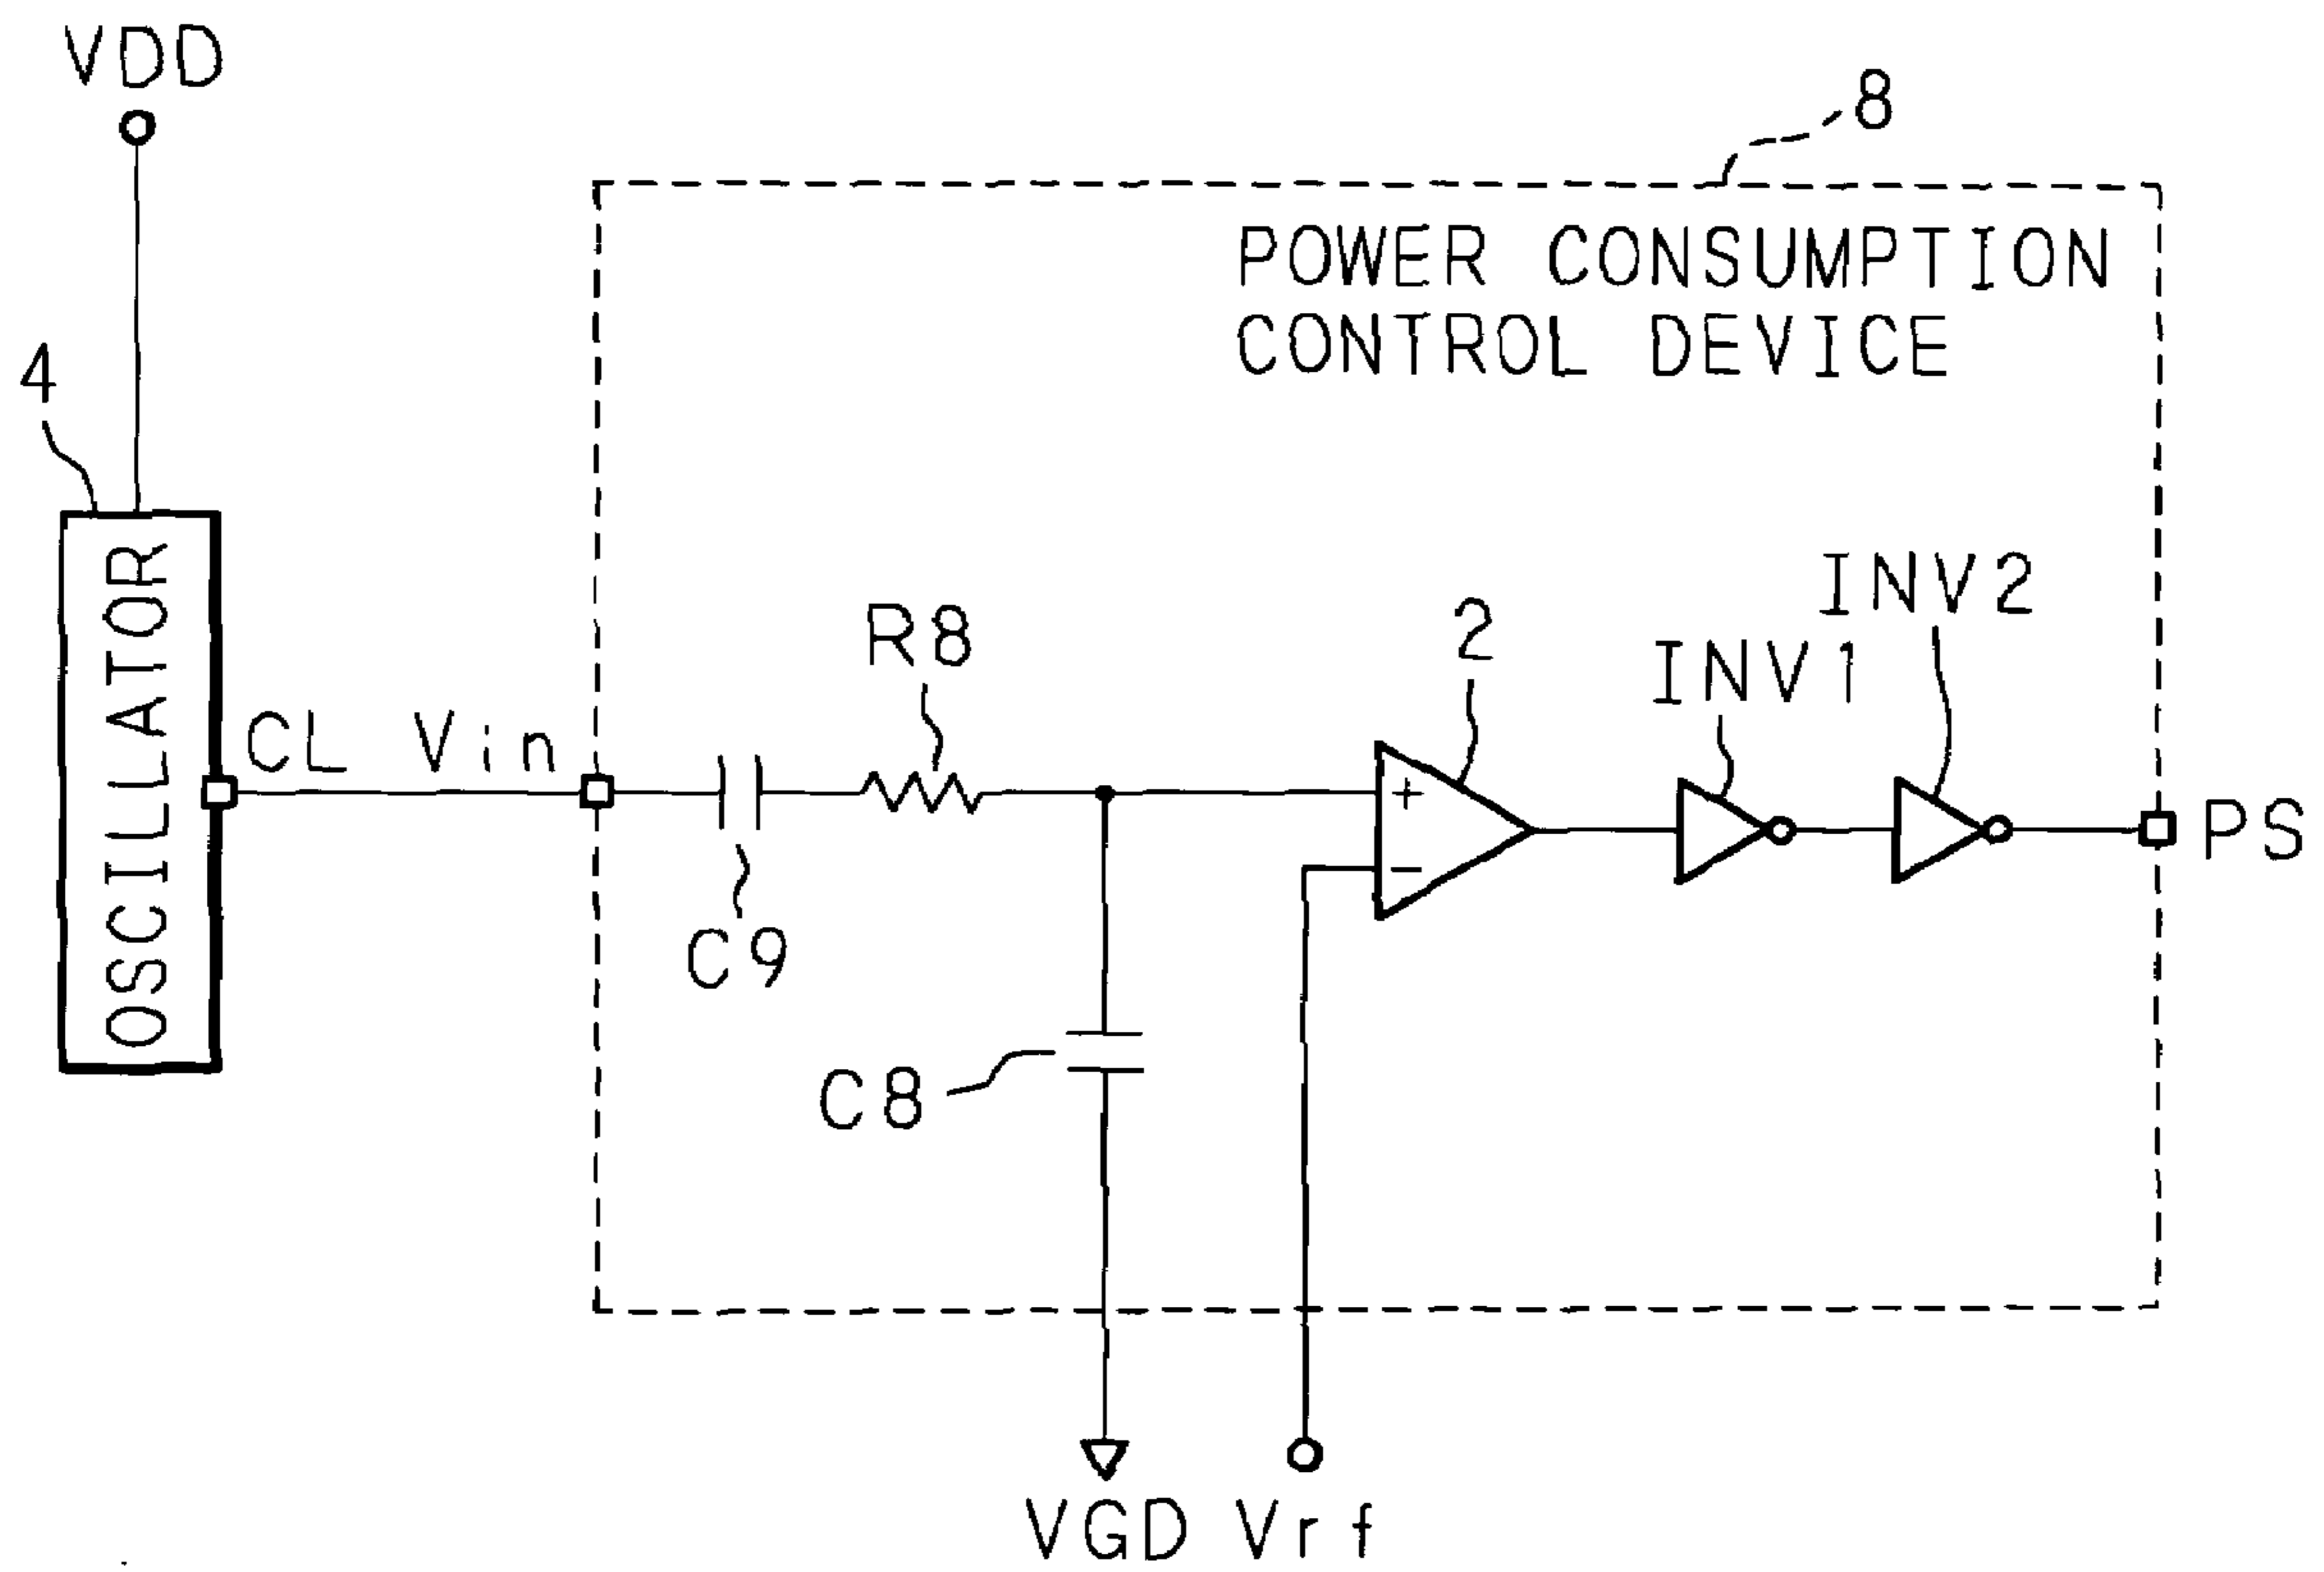 VDD
8
POWER CONSUMPTION
CONTROL DEVICE
4
OSCILLATOR
CL
Vin
R8
2
INV1
INV2
+
−
PS
C9
C8
VGD
Vrf